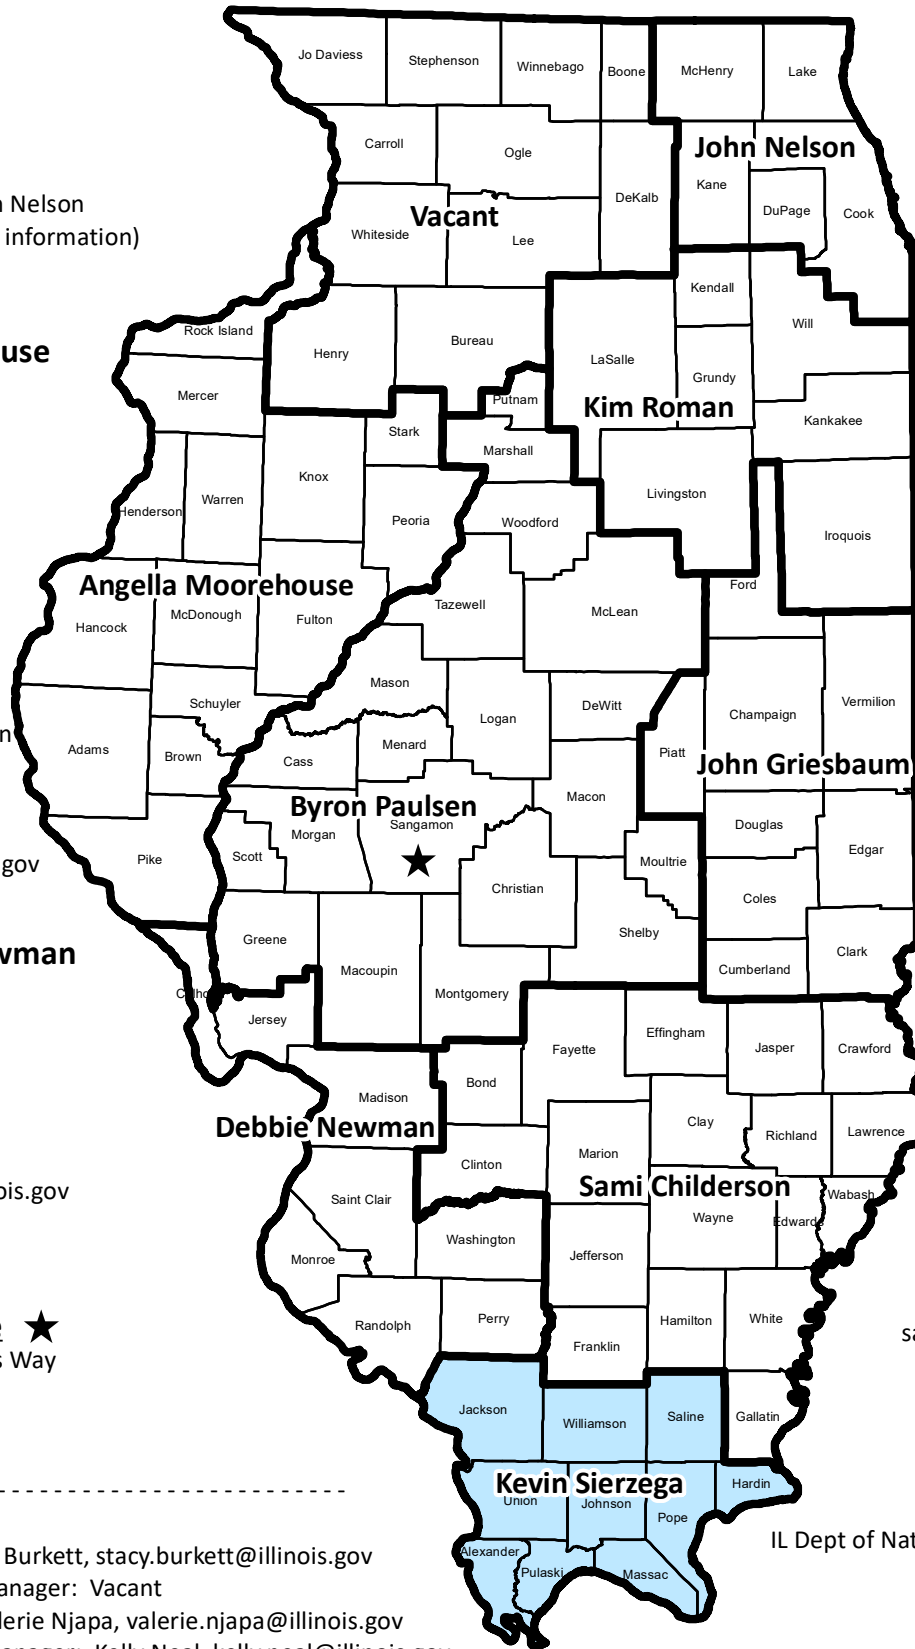 Jo Daviess
Stephenson
Winnebago
Boone
McHenry
Lake
Carroll
Ogle
John Nelson
Kane
DeKalb
DuPage
Cook
Nelson
information)
Vacant
Whiteside
Lee
Kendall
Will
Rock Island
Henry
Bureau
LaSalle
use
Grundy
Mercer
Putnam
Kim Roman
Kankakee
Stark
Marshall
Knox
Livingston
Henderson
Warren
Peoria
Woodford
Iroquois
Angella Moorehouse
Ford
Tazewell
McLean
McDonough
Fulton
Hancock
Mason
Schuyler
Logan
DeWitt
Vermilion
Champaign
n
Adams
Brown
Cass
Menard
Piatt
John Griesbaum
Byron Paulsen
Macon
Sangamon
Morgan
Douglas
Edgar
gov
Pike
Scott
Moultrie
Christian
Coles
Greene
Shelby
wman
Clark
Macoupin
Cumberland
Montgomery
Jersey
Effingham
Fayette
Jasper
Crawford
Bond
Madison
Debbie Newman
Clay
Richland
Lawrence
Marion
Clinton
ois.gov
Sami Childerson
Saint Clair
Wabash
Wayne
Edwards
Washington
Jefferson
Monroe
Randolph
Perry
Hamilton
White
Franklin
sa
s Way
Jackson
Williamson
Saline
Gallatin
Kevin Sierzega
Hardin
Union
Johnson
Pope
IL Dept of Nat
Burkett, stacy.burkett@illinois.gov
Alexander
Pulaski
Massac
anager: Vacant
lerie Njapa, valerie.njapa@illinois.gov